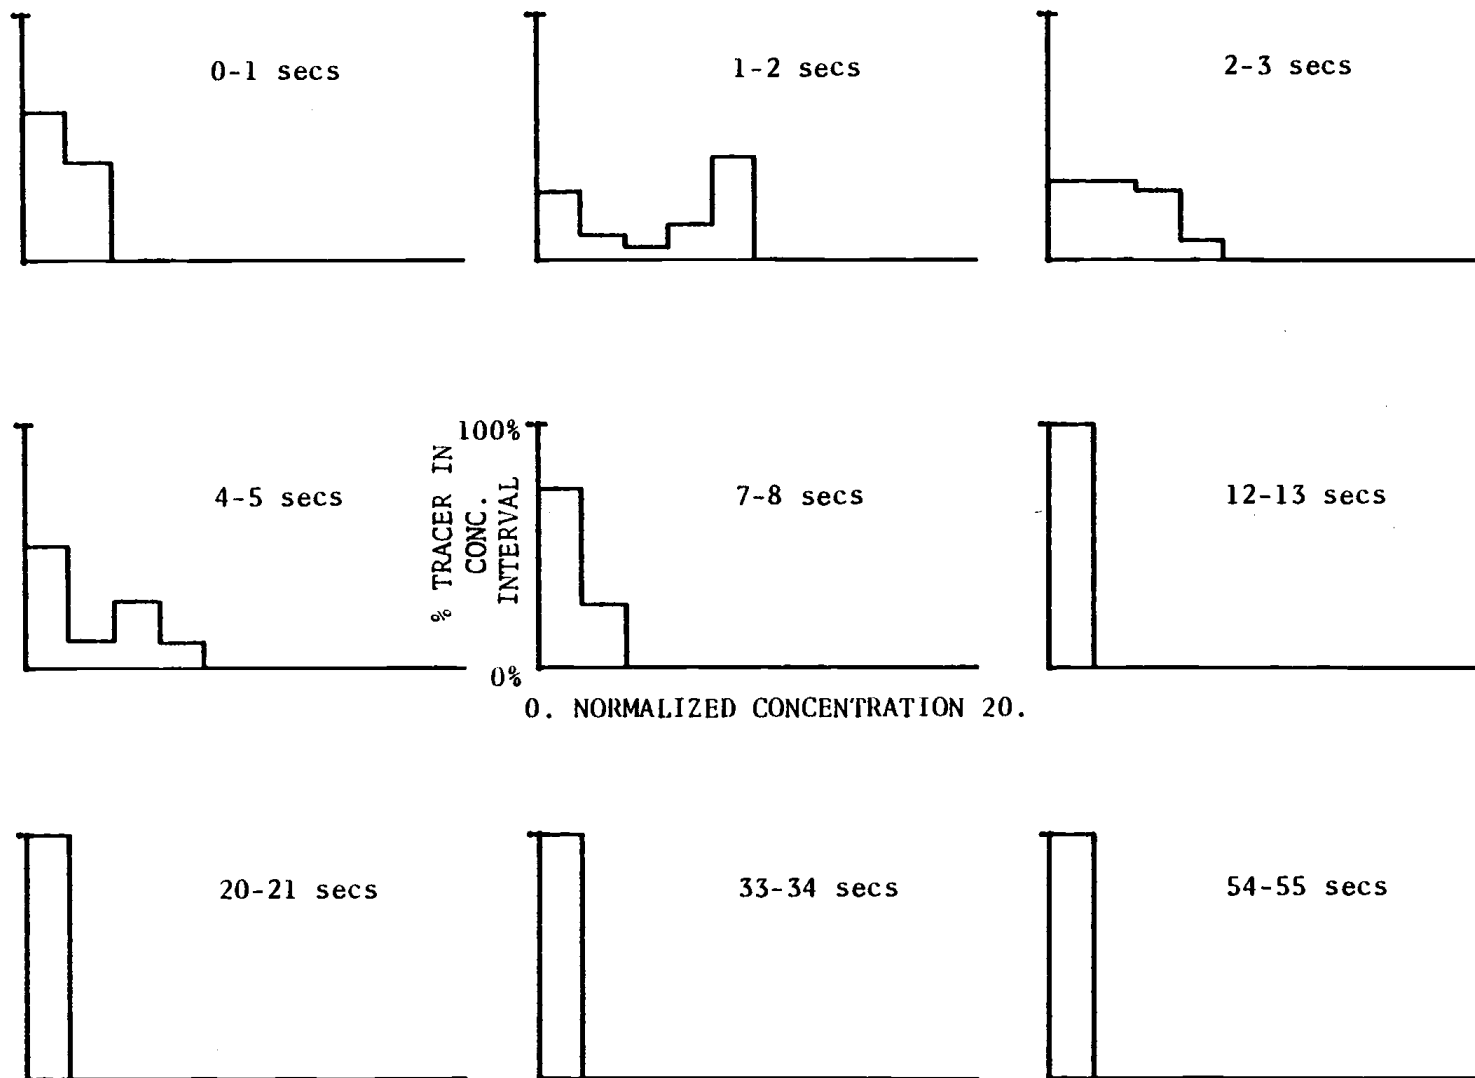 0-1 secs
1-2 secs
2-3 secs
4-5 secs
100%
% TRACER IN
CONC.
INTERVAL
0%
7-8 secs
12-13 secs
0. NORMALIZED CONCENTRATION 20.
20-21 secs
33-34 secs
54-55 secs